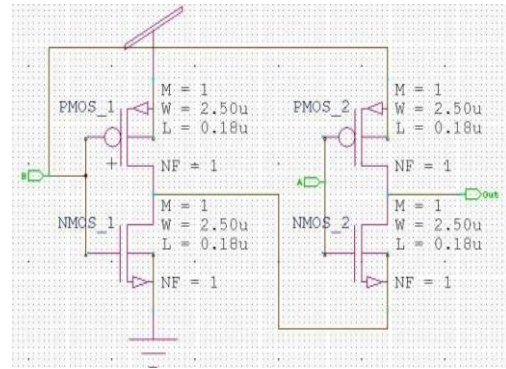 M = 1
PMOS_1 W = 2.50u
L = 0.18u
+ NF = 1
M = 1
PMOS_2 W = 2.50u
L = 0.18u
NF = 1
B
A
Out
M = 1
NMOS_1 W = 2.50u
L = 0.18u
NF = 1
M = 1
NMOS_2 W = 2.50u
L = 0.18u
NF = 1